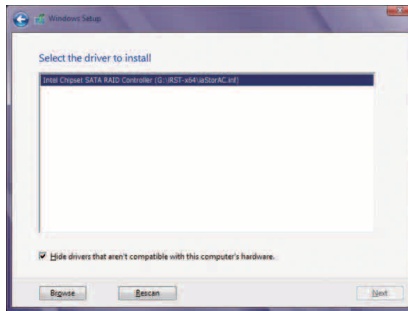 Windows Setup
Select the driver to install
Intel Chipset SATA RAID Controller (G:\iRST-x64\iaStorAC.inf)
Hide drivers that aren't compatible with this computer's hardware.
Browse
Rescan
Next